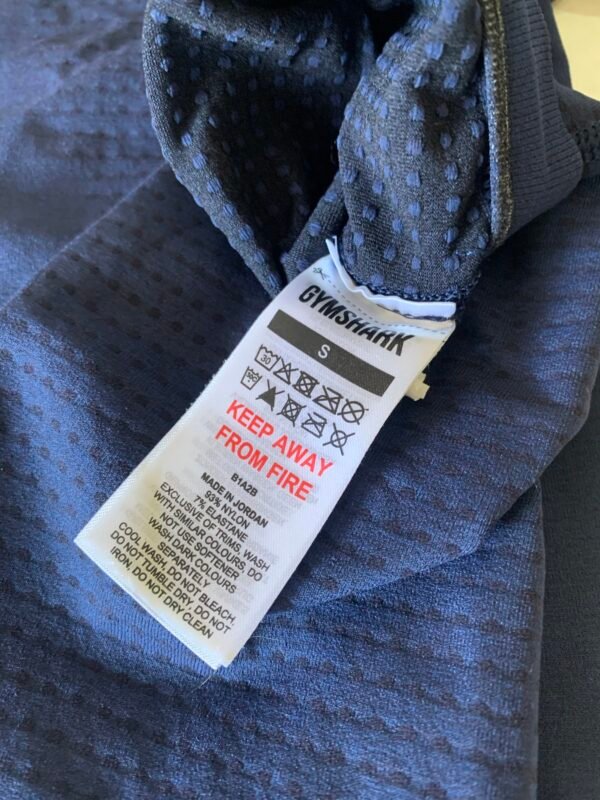 GYMSHARK
S
30
KEEP AWAY
FROM FIRE
B1A2B
MADE IN JORDAN
93% NYLON
7% ELASTANE
EXCLUSIVE OF TRIMS, WASH
WITH SIMILAR COLOURS, DO
NOT USE SOFTENER
WASH DARK COLOURS
SEPARATELY
COOL WASH, DO NOT BLEACH,
DO NOT TUMBLE DRY, DO NOT
IRON, DO NOT DRY CLEAN